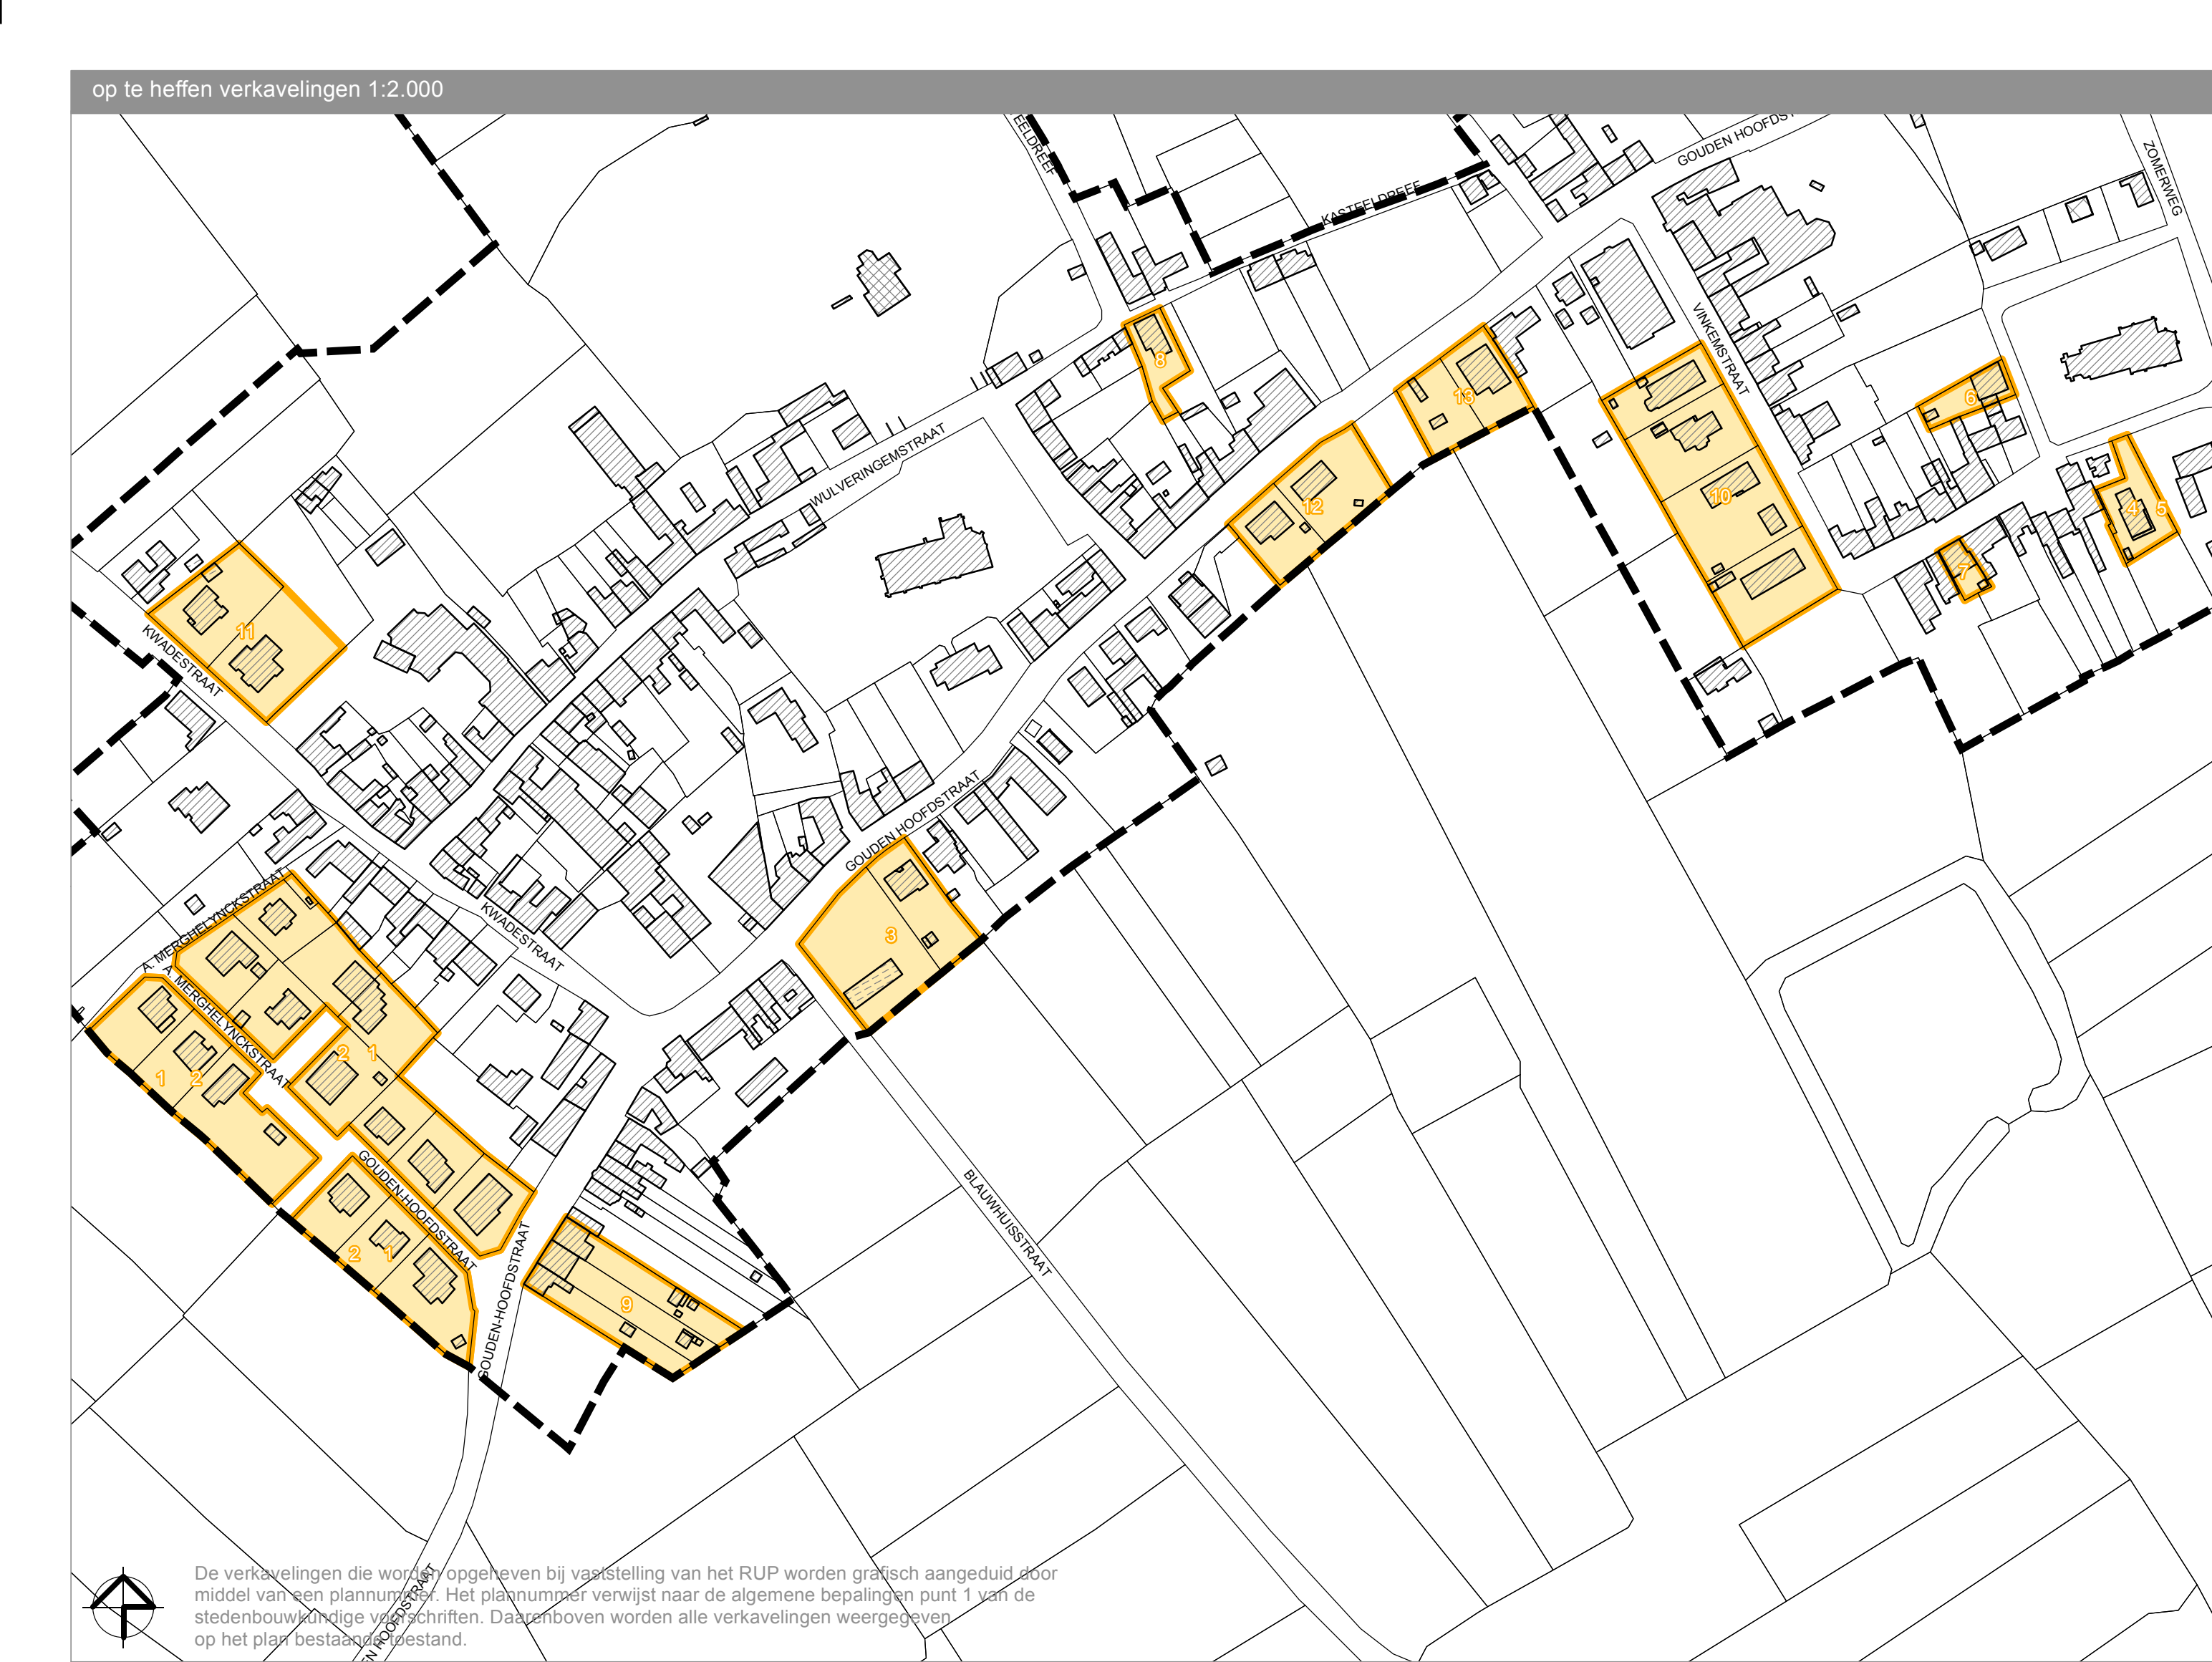 op te heffen verkavelingen 1:2.000
GOUDEN HOOFDST
ZOMERWEG
EELDREEF
KASTEELDREEF
VINKEMSTRAAT
8
13
6
WULVERINGEMSTRAAT
12
10
4
5
7
11
KWADESTRAAT
GOUDEN HOOFDSTRAAT
A. MERGHELYNCKSTRAAT
KWADESTRAAT
3
A. MERGHELYNCKSTRAAT
2 1
1 2
GOUDEN-HOOFDSTRAAT
2 1
GOUDEN-HOOFDSTRAAT
9
BLAUWHUISSTRAAT
EN HOOFDSTRAAT
De verkavelingen die worden opgeheven bij vaststelling van het RUP worden grafisch aangeduid door
middel van een plannummer. Het plannummer verwijst naar de algemene bepalingen punt 1 van de
stedenbouwkundige voorschriften. Daarenboven worden alle verkavelingen weergegeven
op het plan bestaande toestand.